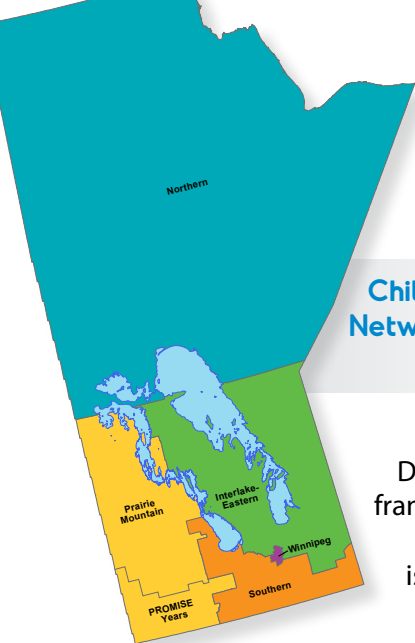 Northern
Chil
Netw
D
fran
is
Interlake-
Eastern
Prairie
Mountain
Winnipeg
Southern
PROMISE
Years